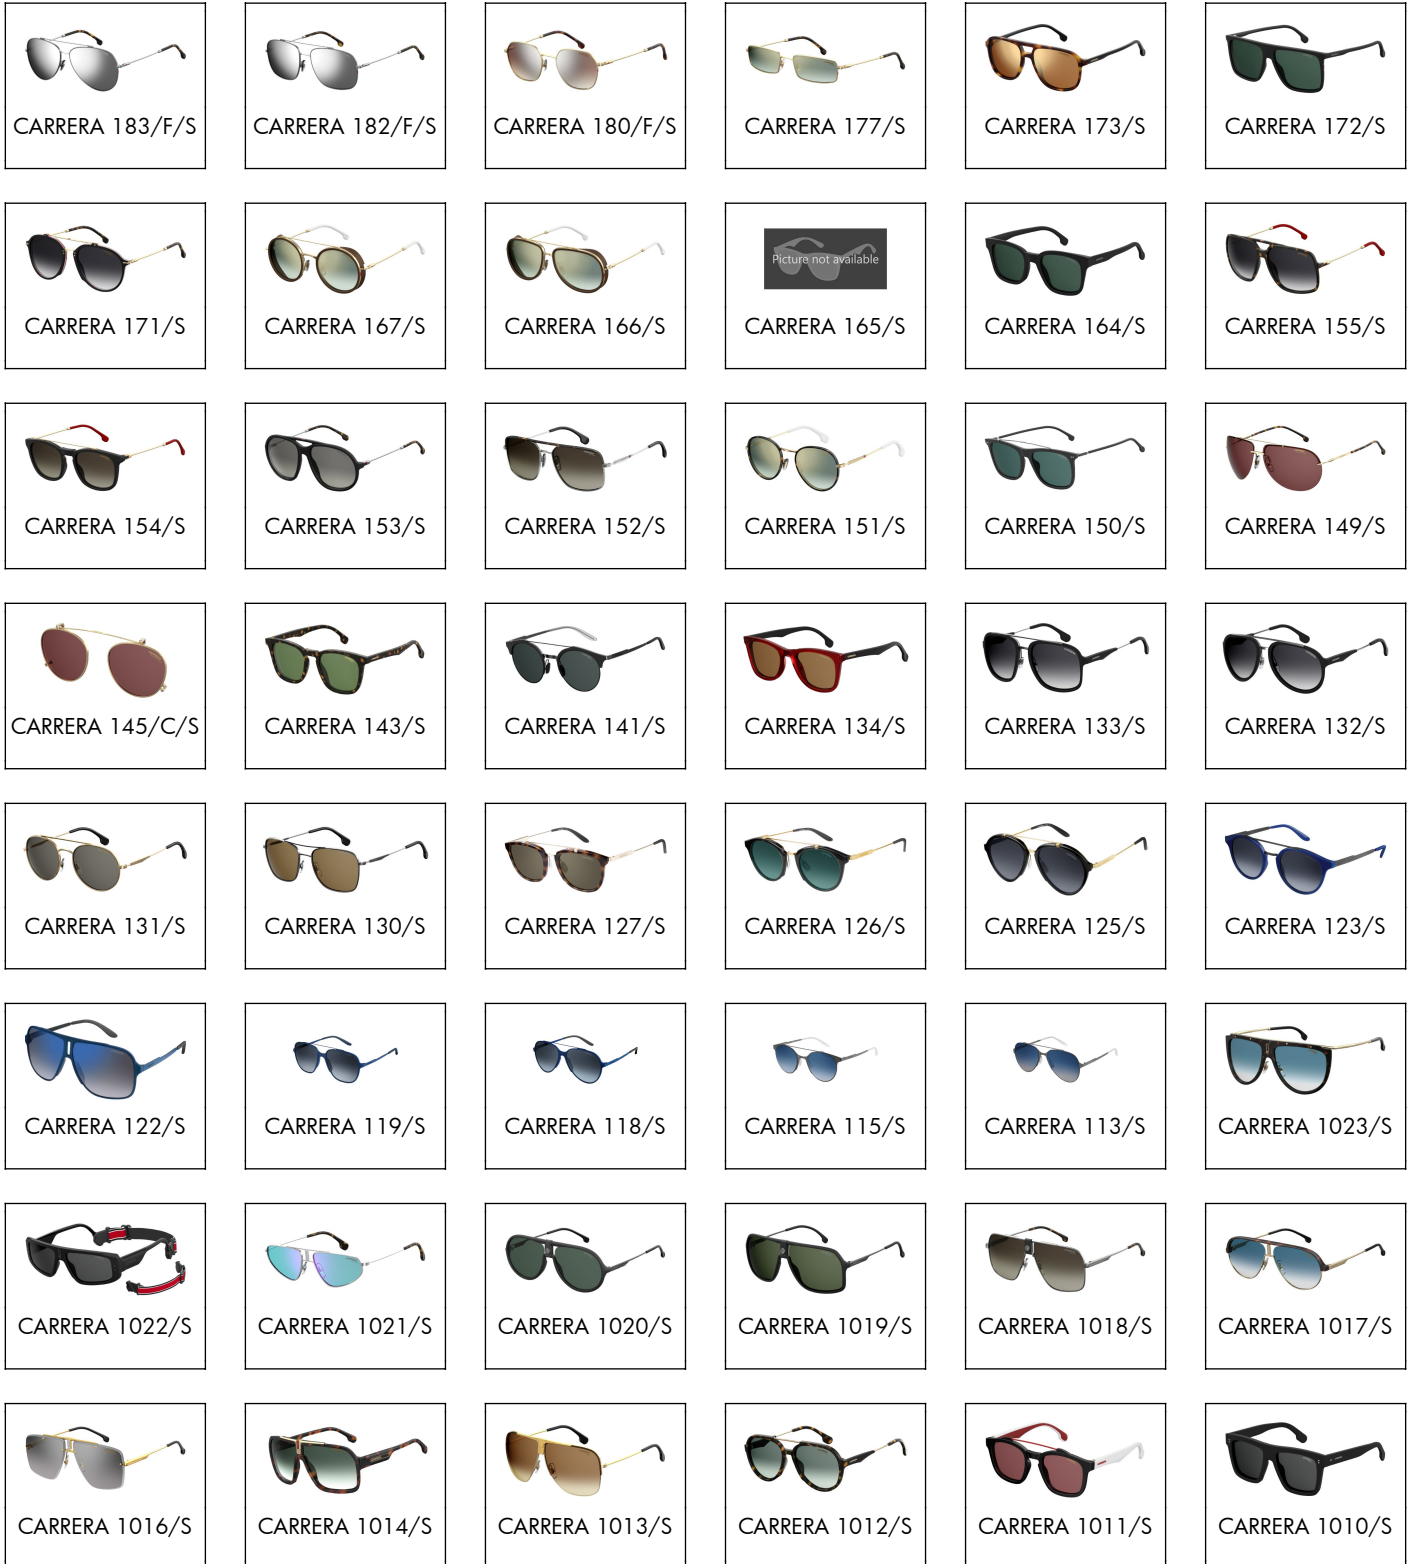 CARRERA 183/F/S
CARRERA 182/F/S
CARRERA 180/F/S
CARRERA 177/S
CARRERA 173/S
CARRERA 172/S
CARRERA 171/S
CARRERA 167/S
CARRERA 166/S
Picture not available
CARRERA 165/S
CARRERA 164/S
CARRERA 155/S
CARRERA 154/S
CARRERA 153/S
CARRERA 152/S
CARRERA 151/S
CARRERA 150/S
CARRERA 149/S
CARRERA 145/C/S
CARRERA 143/S
CARRERA 141/S
CARRERA 134/S
CARRERA 133/S
CARRERA 132/S
CARRERA 131/S
CARRERA 130/S
CARRERA 127/S
CARRERA 126/S
CARRERA 125/S
CARRERA 123/S
CARRERA 122/S
CARRERA 119/S
CARRERA 118/S
CARRERA 115/S
CARRERA 113/S
CARRERA 1023/S
CARRERA 1022/S
CARRERA 1021/S
CARRERA 1020/S
CARRERA 1019/S
CARRERA 1018/S
CARRERA 1017/S
CARRERA 1016/S
CARRERA 1014/S
CARRERA 1013/S
CARRERA 1012/S
CARRERA 1011/S
CARRERA 1010/S